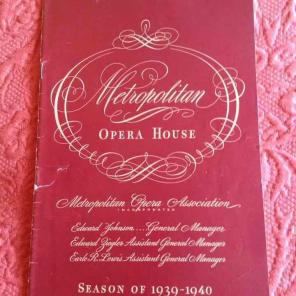 Metropolitan
OPERA HOUSE
Metropolitan Opera Association
INCORPORATED
Edward Johnson....General Manager
Edward Ziegler Assistant General Manager
Earle R. Lewis Assistant General Manager
SEASON OF 1939-1940